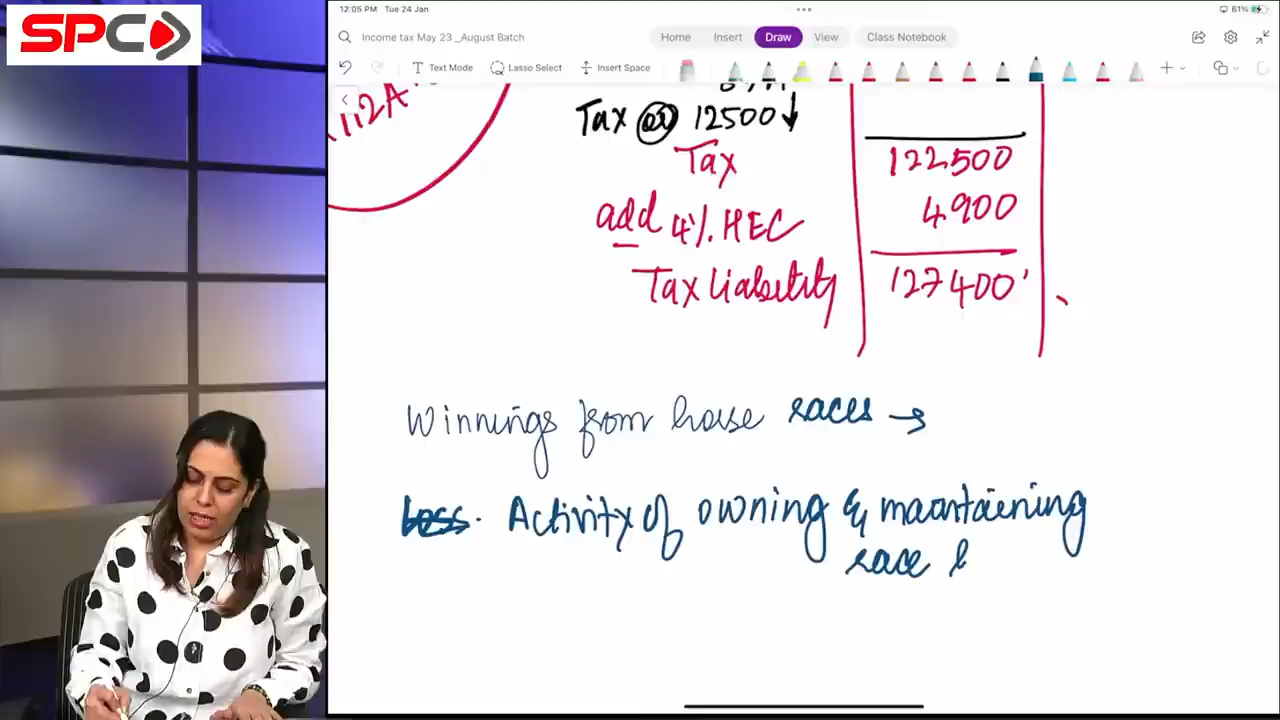 SPC
12:05 PM Tue 24 Jan
61%
Income tax May 23 _August Batch
Home Insert Draw View Class Notebook
Text Mode Lasso Select Insert Space
112A
Tax or 12500
Tax 122500
add 4% HEC 4900
Tax liability 127400
Winnings from horse races →
Loss. Activity of owning & maintaining
race